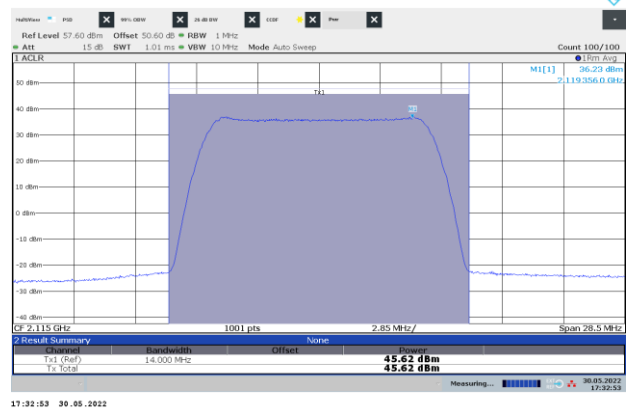 MultiView PSD X 99% OBW X 26 dB BW X CCDF X Pwr X
Ref Level 57.60 dBm Offset 50.60 dB RBW 1 MHz
Att 15 dB SWT 1.01 ms VBW 10 MHz Mode Auto Sweep Count 100/100
1 ACLR 1Rm Avg
M1[1] 36.23 dBm
2.1193560 GHz
50 dBm
Tx1
40 dBm
M1
30 dBm
20 dBm
10 dBm
0 dBm
-10 dBm
-20 dBm
-30 dBm
-40 dBm
CF 2.115 GHz 1001 pts 2.85 MHz/ Span 28.5 MHz
2 Result Summary None
Channel Bandwidth Offset Power
Tx1 (Ref) 14.000 MHz 45.62 dBm
Tx Total 45.62 dBm
Measuring... 30.05.2022
17:32:53
17:32:53 30.05.2022